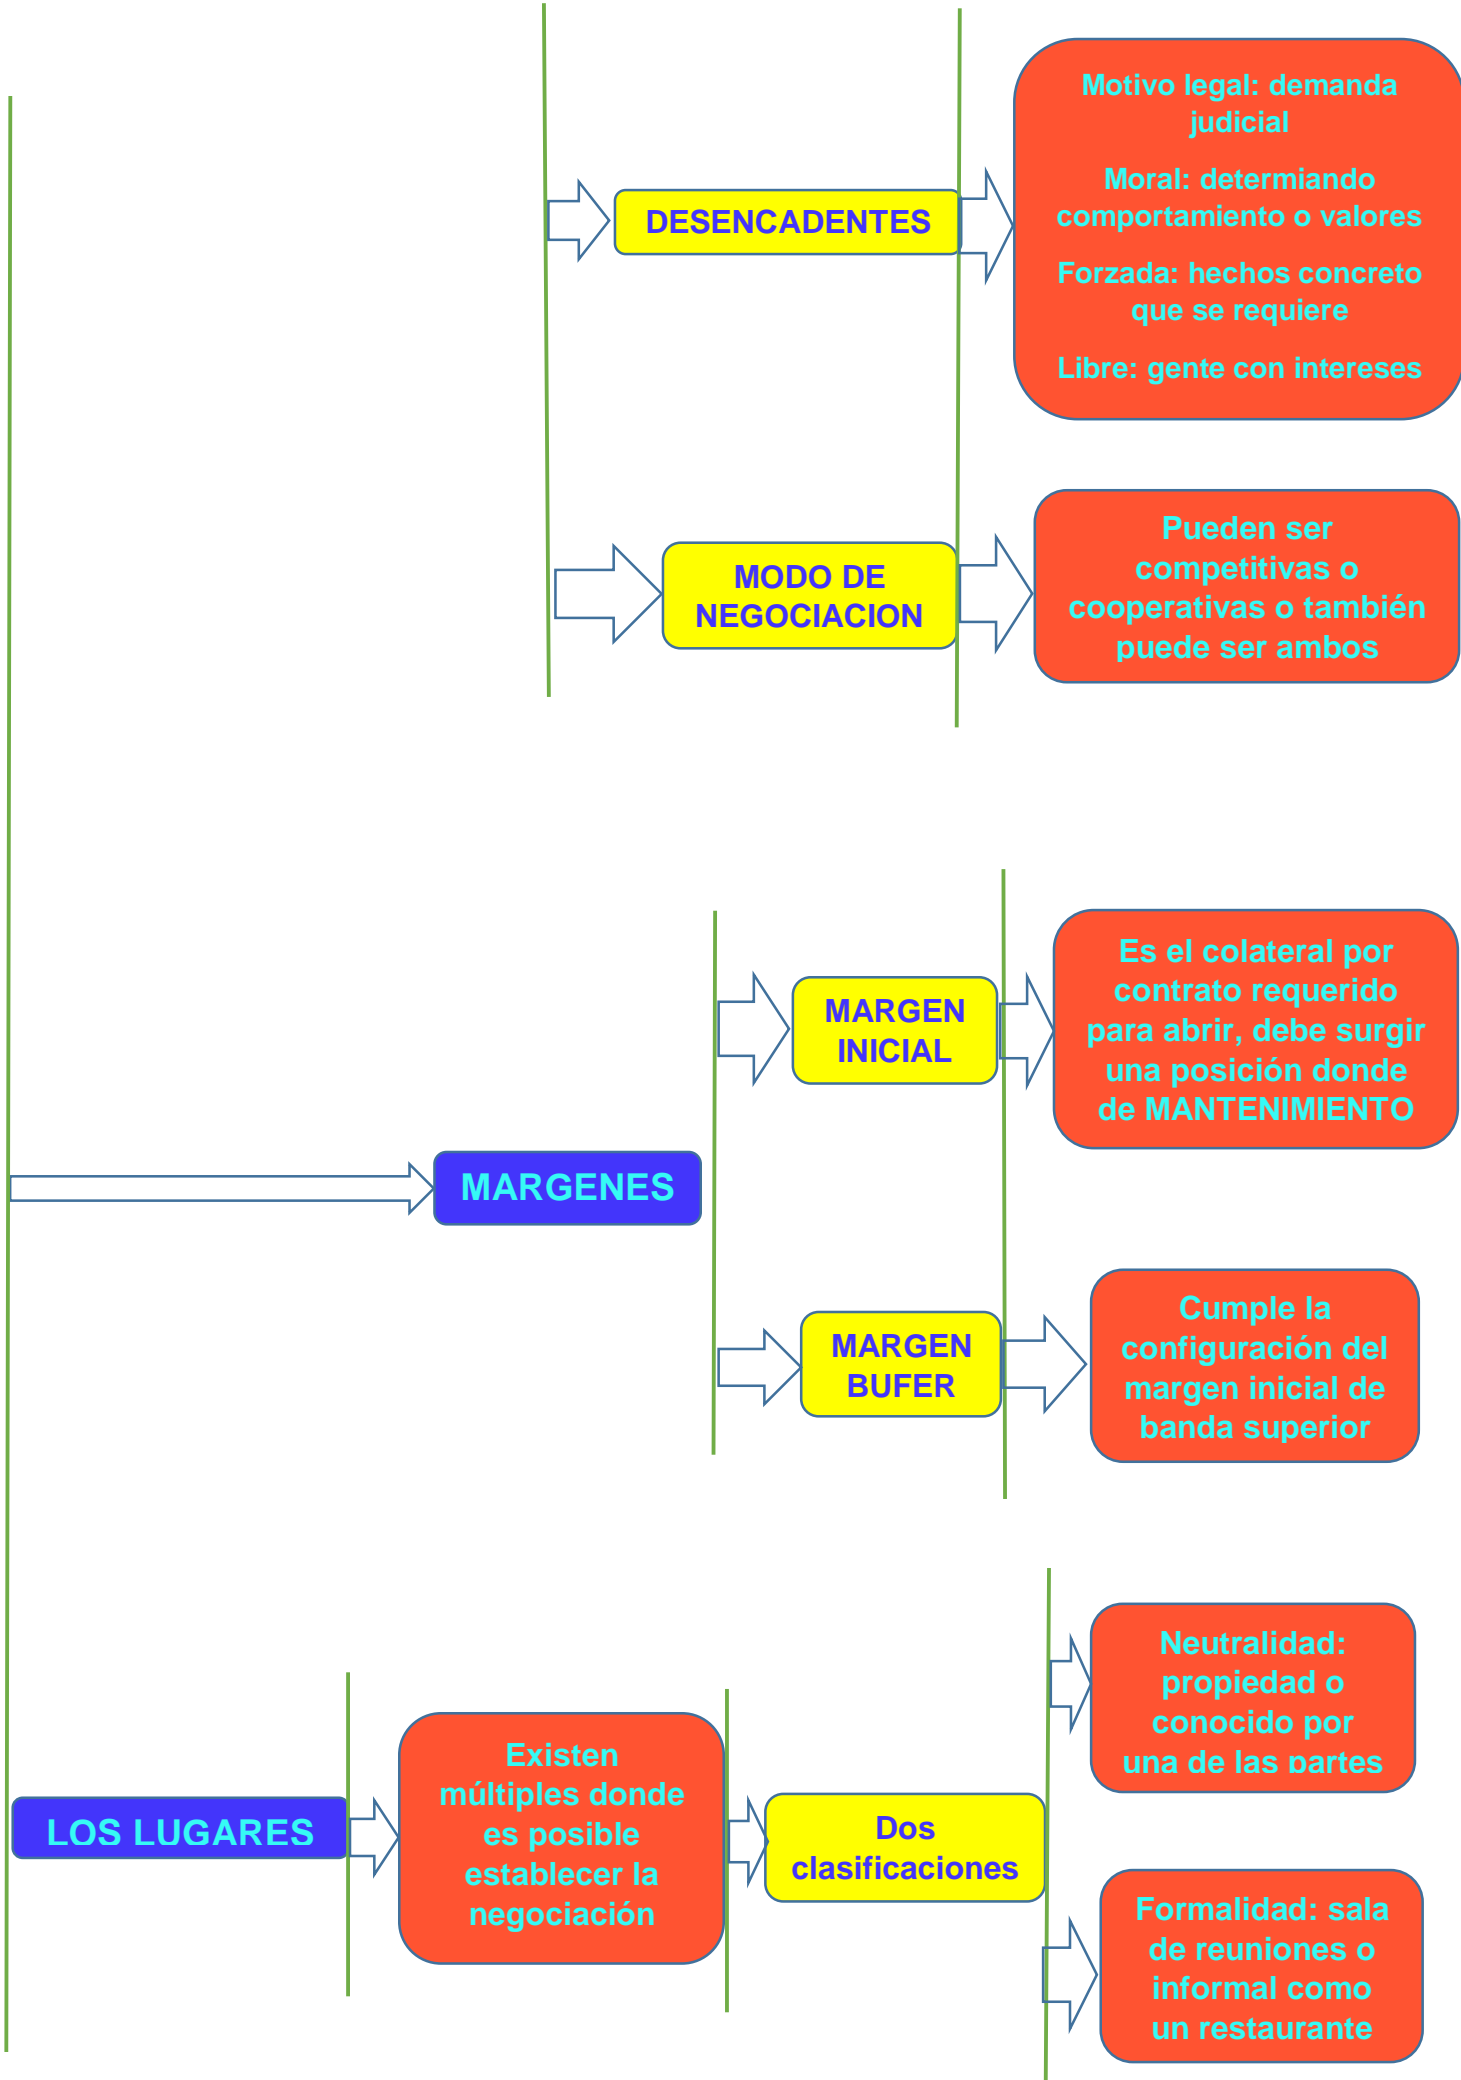 DESENCADENTES
Motivo legal: demanda
judicial
Moral: determiando
comportamiento o valores
Forzada: hechos concreto
que se requiere
Libre: gente con intereses
MODO DE
NEGOCIACION
Pueden ser
competitivas o
cooperativas o también
puede ser ambos
MARGENES
MARGEN
INICIAL
Es el colateral por
contrato requerido
para abrir, debe surgir
una posición donde
de MANTENIMIENTO
MARGEN
BUFER
Cumple la
configuración del
margen inicial de
banda superior
LOS LUGARES
Existen
múltiples donde
es posible
establecer la
negociación
Dos
clasificaciones
Neutralidad:
propiedad o
conocido por
una de las partes
Formalidad: sala
de reuniones o
informal como
un restaurante